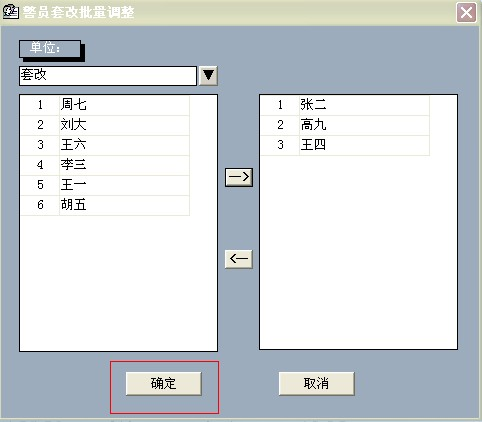 警员套改批量调整
单位：
套改
1 周七
2 刘大
3 王六
4 李三
5 王一
6 胡五
1 张二
2 高九
3 王四
-->
<--
确定
取消